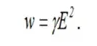 w = γE².